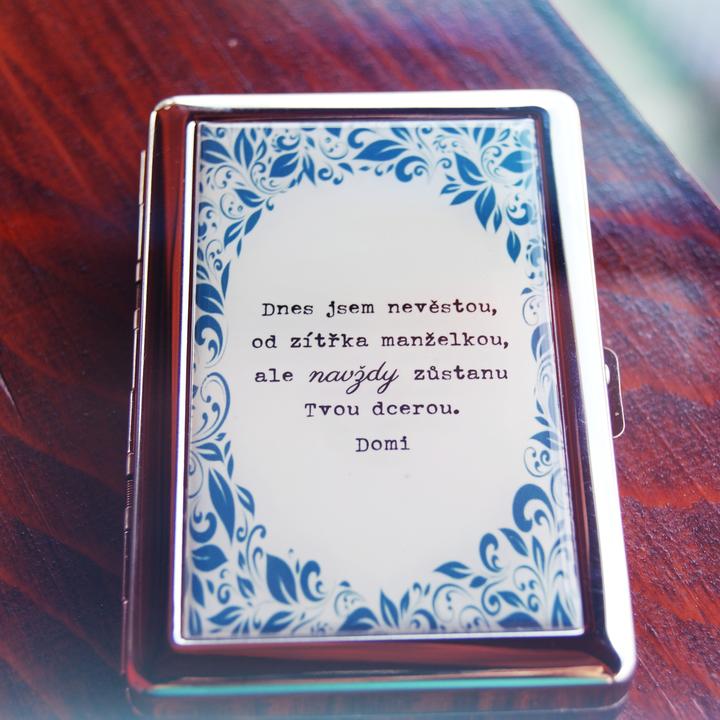 Dnes jsem nevěstou,
od zítřka manželkou,
ale navždy zůstanu
Tvou dcerou.
Domi